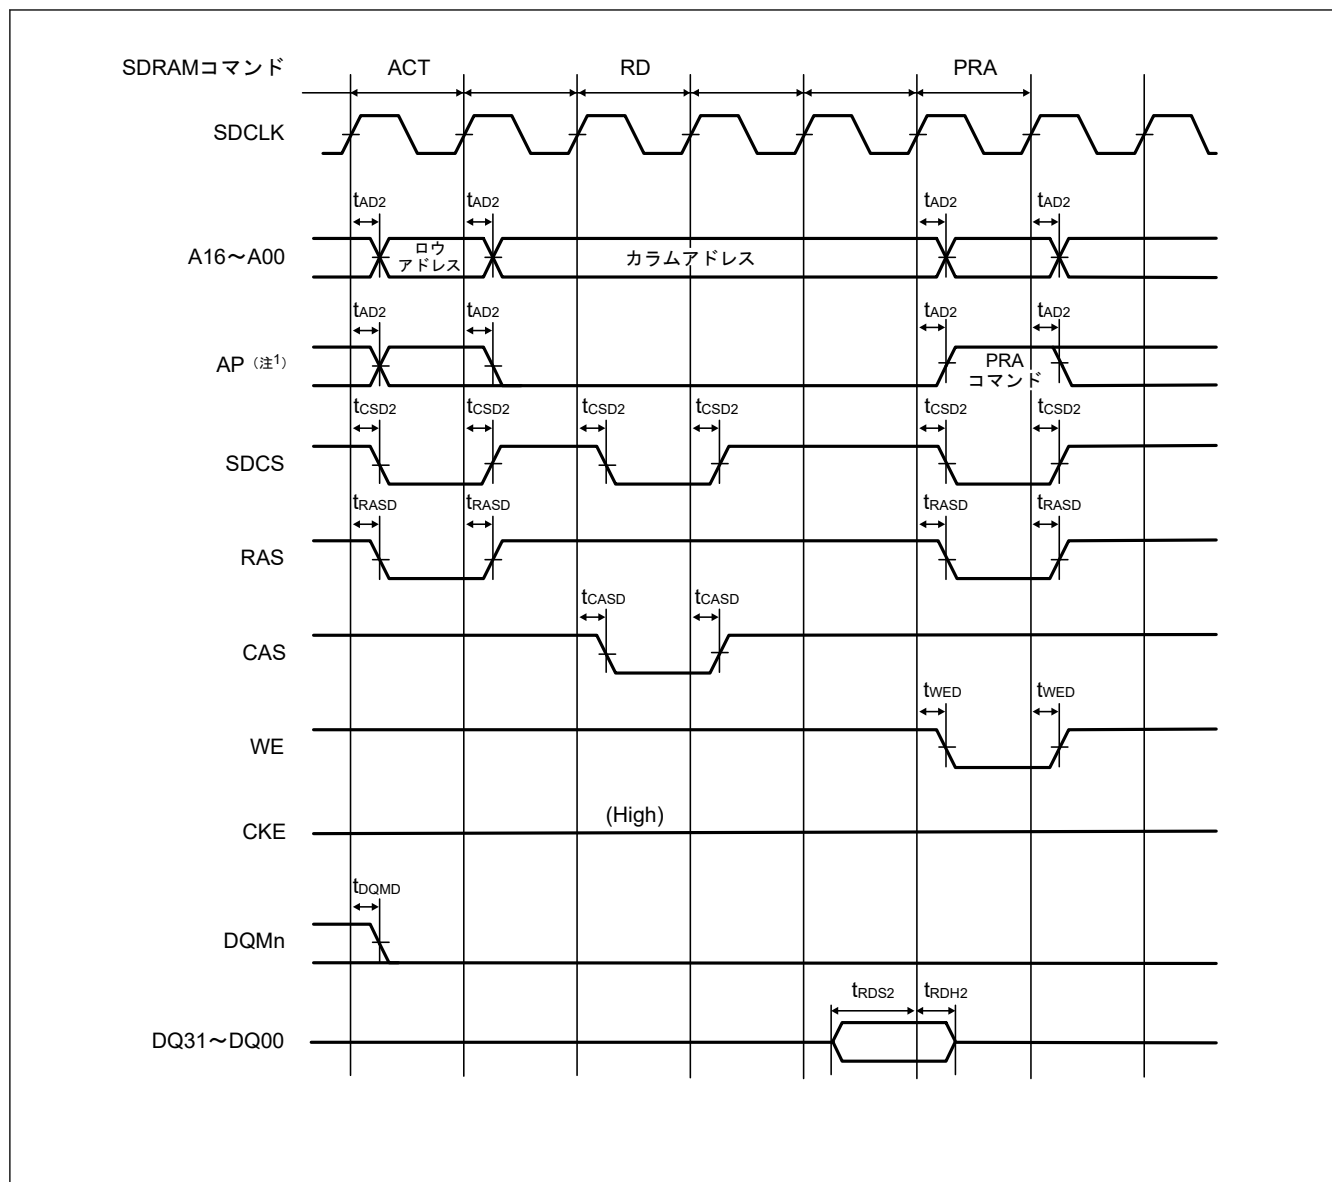 SDRAMコマンド ACT RD PRA
SDCLK
tAD2 tAD2 tAD2 tAD2
A16～A00 ロウアドレス カラムアドレス
tAD2 tAD2 tAD2 tAD2
AP（注1） PRAコマンド
tCSD2 tCSD2 tCSD2 tCSD2 tCSD2 tCSD2
SDCS
tRASD tRASD tRASD tRASD
RAS
tCASD tCASD
CAS
tWED tWED
WE
(High)
CKE
tDQMD
DQMn
tRDS2 tRDH2
DQ31～DQ00